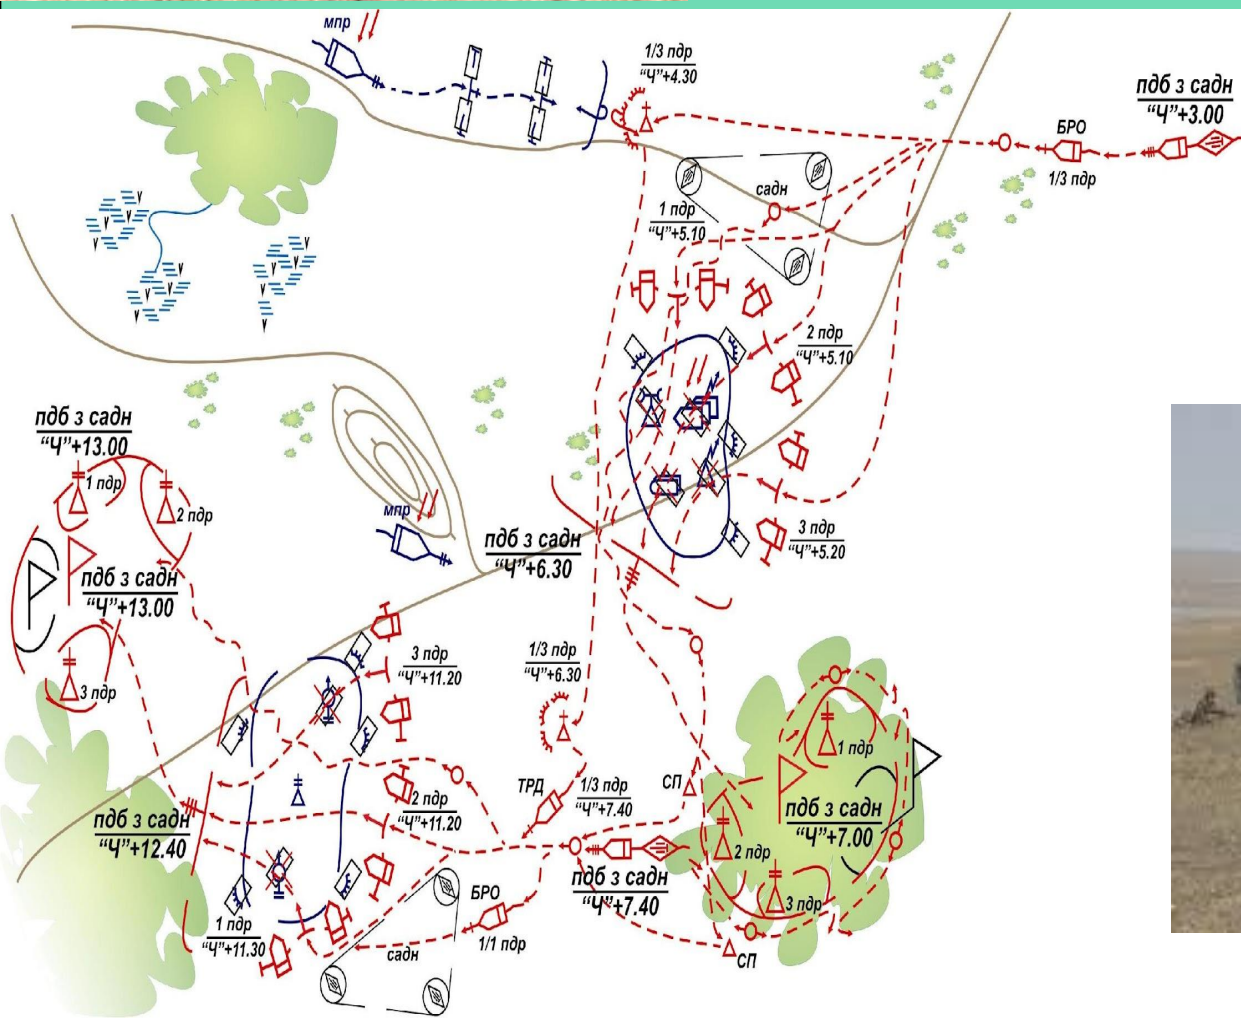 мпр
1/3 пдр
“Ч”+4.30
пдб з садн
“Ч”+3.00
БРО
1/3 пдр
садн
1 пдр
“Ч”+5.10
2 пдр
“Ч”+5.10
пдб з садн
“Ч”+13.00
1 пдр
2 пдр
мпр
пдб з садн
“Ч”+6.30
3 пдр
“Ч”+5.20
пдб з садн
“Ч”+13.00
3 пдр
3 пдр
“Ч”+11.20
1/3 пдр
“Ч”+6.30
1 пдр
ТРД
1/3 пдр
“Ч”+7.40
СП
2 пдр
“Ч”+11.20
пдб з садн
“Ч”+7.00
пдб з садн
“Ч”+12.40
2 пдр
пдб з садн
“Ч”+7.40
3 пдр
БРО
1/1 пдр
1 пдр
“Ч”+11.30
садн
СП